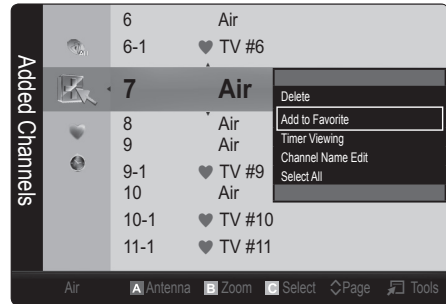 Added Channels
6 Air
6-1 ♥ TV #6
7 Air
8 Air
9 Air
9-1 ♥ TV #9
10 Air
10-1 ♥ TV #10
11-1 ♥ TV #11
Delete
Add to Favorite
Timer Viewing
Channel Name Edit
Select All
Air A Antenna B Zoom C Select Page Tools